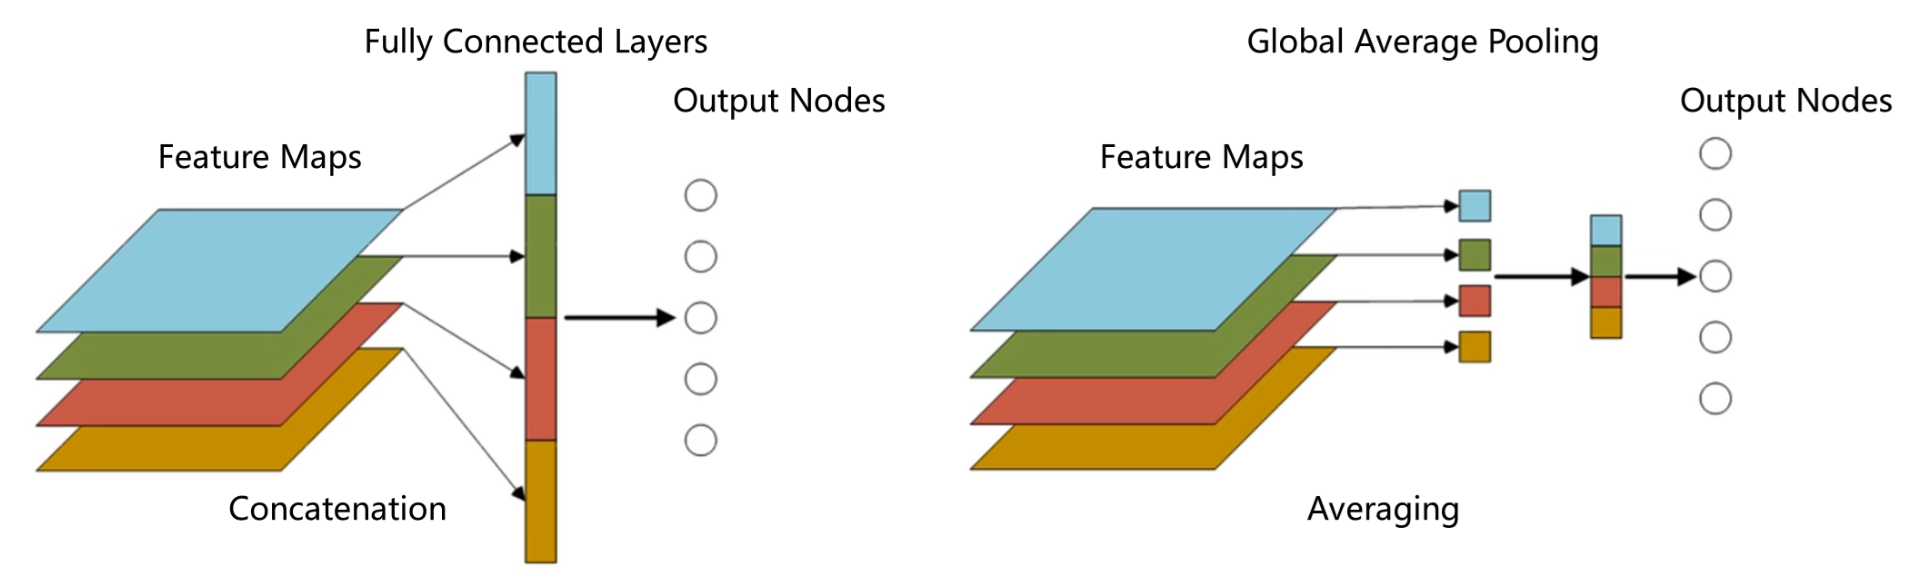 Fully Connected Layers
Output Nodes
Feature Maps
Concatenation
Global Average Pooling
Output Nodes
Feature Maps
Averaging